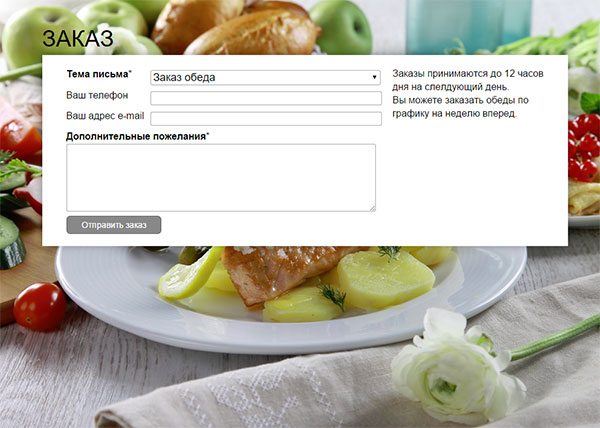 ЗАКАЗ
Тема письма*
Заказ обеда
Ваш телефон
Ваш адрес e-mail
Дополнительные пожелания*
Отправить заказ
Заказы принимаются до 12 часов
дня на слелдующий день.
Вы можете заказать обеды по
графику на неделю вперед.